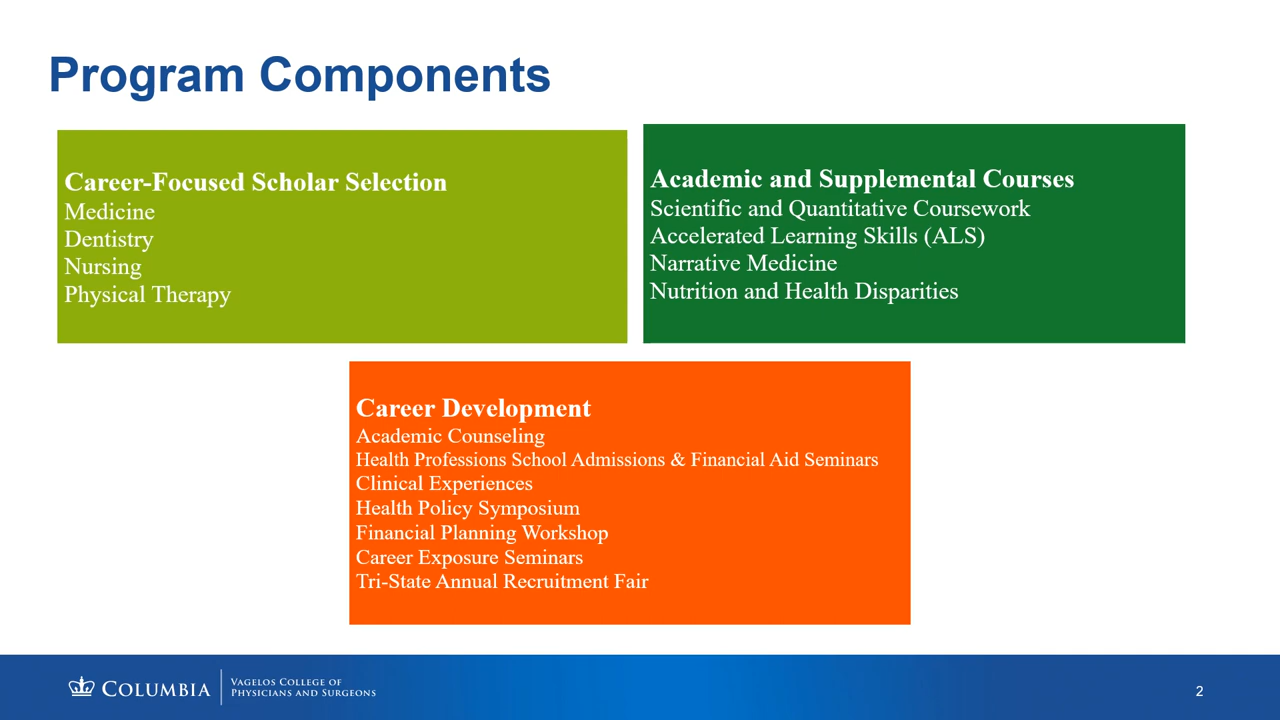 Program Components
Career-Focused Scholar Selection
Medicine
Dentistry
Nursing
Physical Therapy
Academic and Supplemental Courses
Scientific and Quantitative Coursework
Accelerated Learning Skills (ALS)
Narrative Medicine
Nutrition and Health Disparities
Career Development
Academic Counseling
Health Professions School Admissions & Financial Aid Seminars
Clinical Experiences
Health Policy Symposium
Financial Planning Workshop
Career Exposure Seminars
Tri-State Annual Recruitment Fair
COLUMBIA
VAGELOS COLLEGE OF
PHYSICIANS AND SURGEONS
2